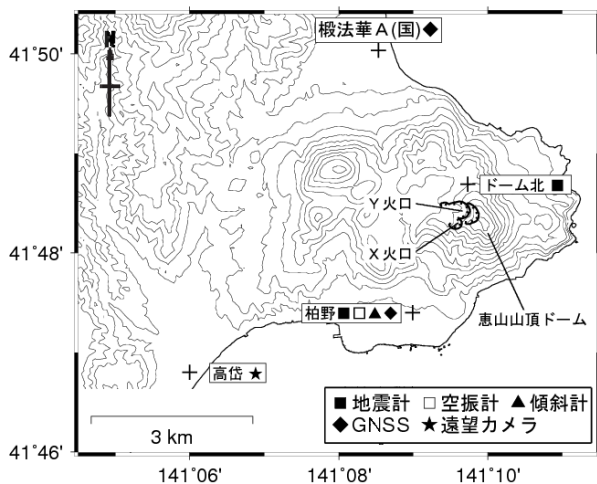 椴法華A(国)◆
41°50'
N
ドーム北 ■
Y火口
41°48'
X火口
恵山山頂ドーム
柏野■□▲◆
高岱 ★
■ 地震計 □ 空振計 ▲ 傾斜計
◆ GNSS ★ 遠望カメラ
3 km
41°46'
141°06' 141°08' 141°10'